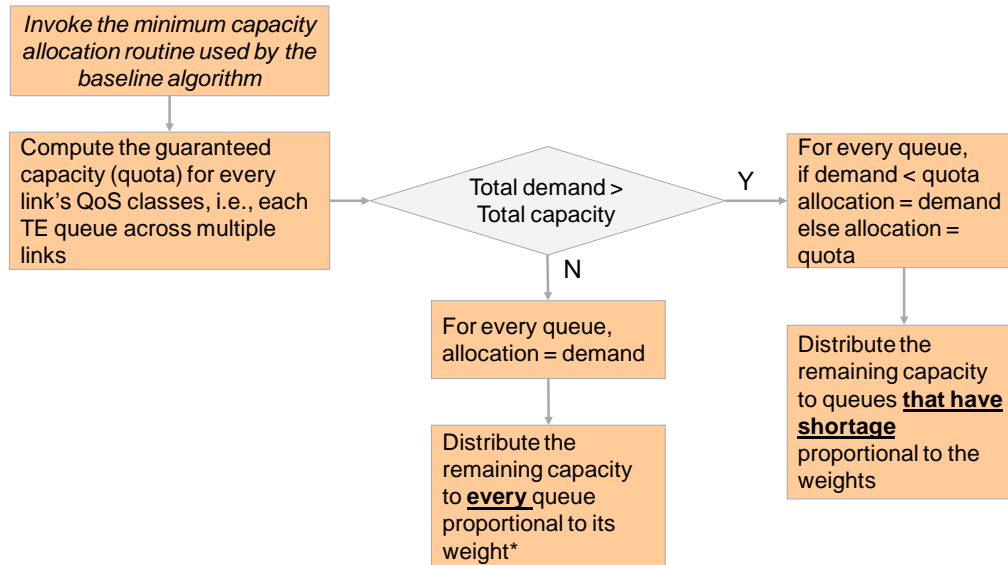 Invoke the minimum capacity
allocation routine used by the
baseline algorithm
Compute the guaranteed
capacity (quota) for every
link's QoS classes, i.e., each
TE queue across multiple
links
Total demand >
Total capacity
Y
N
For every queue,
if demand < quota
allocation = demand
else allocation =
quota
For every queue,
allocation = demand
Distribute the
remaining capacity
to queues that have
shortage
proportional to the
weights
Distribute the
remaining capacity
to every queue
proportional to its
weight*